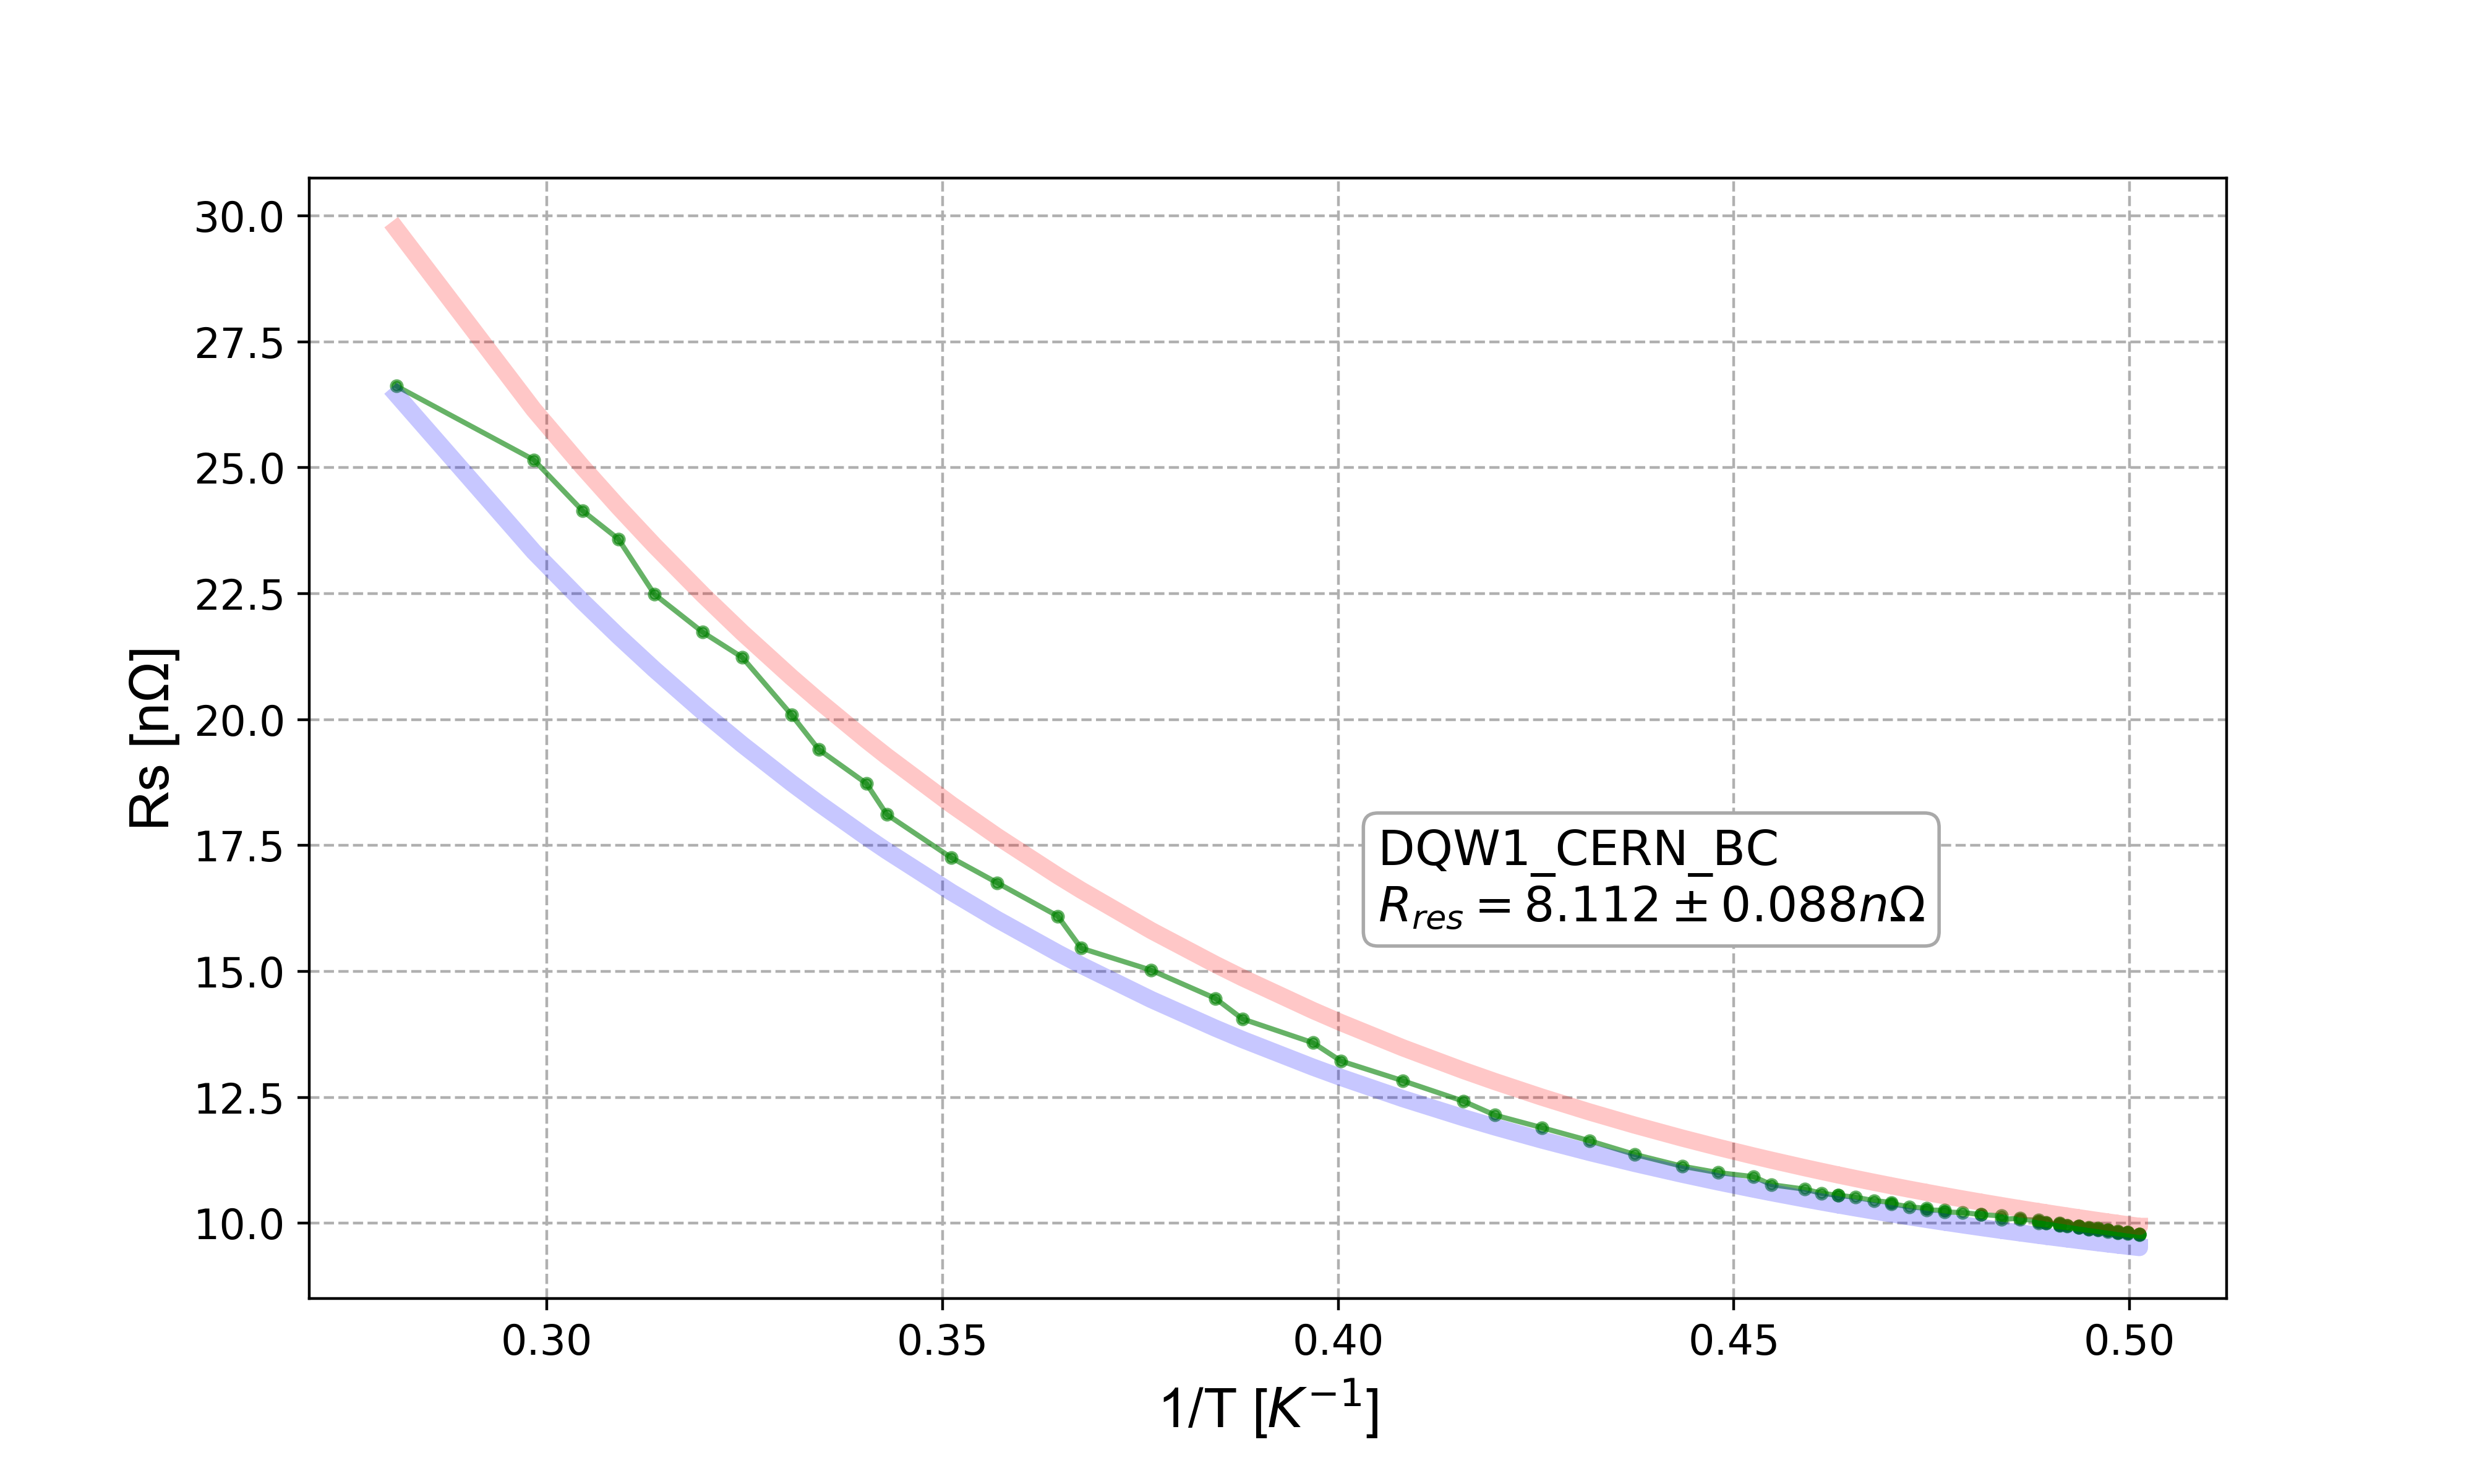 30.0
27.5
25.0
22.5
20.0
17.5
15.0
12.5
10.0
Rs [nΩ]
DQW1_CERN_BC
R_res = 8.112 ± 0.088nΩ
0.30 0.35 0.40 0.45 0.50
1/T [K⁻¹]